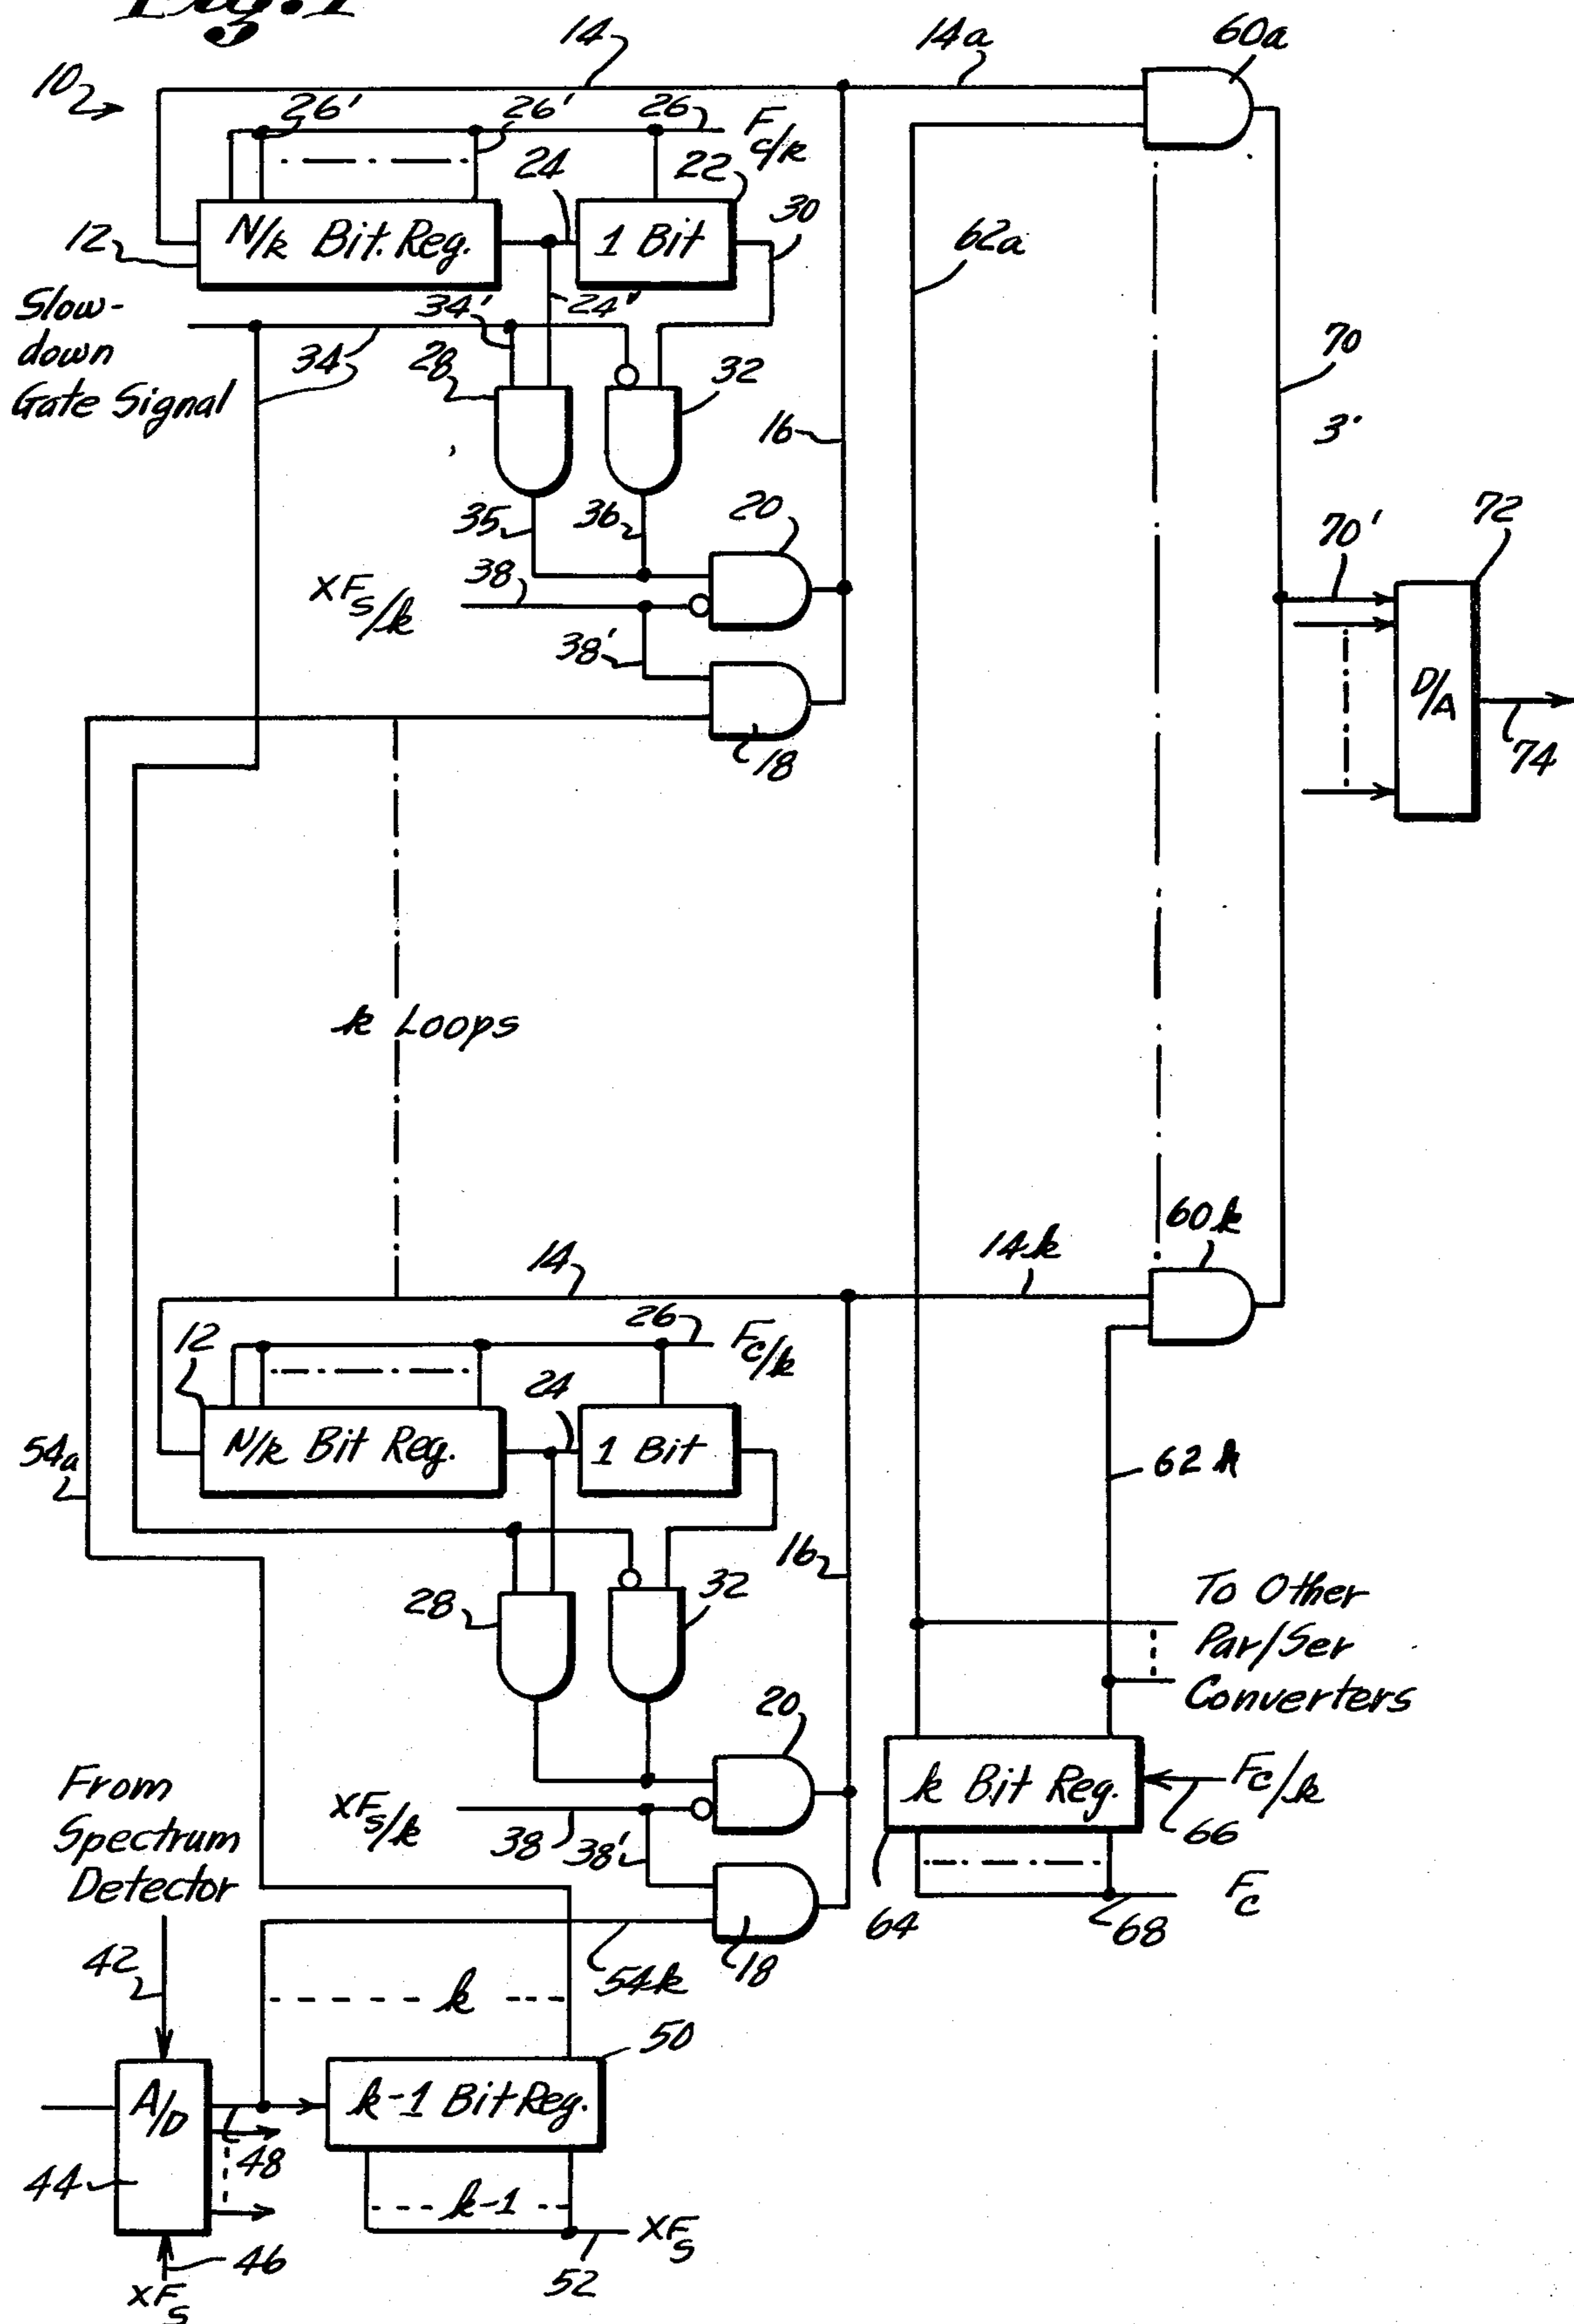 Fig. 1
10
14
14a
60a
26'
26'
26
Fc/k
24
22
30
12
N/k Bit. Reg.
1 Bit
62a
Slow-
down
Gate Signal
34
34'
24'
28
32
16
70
3
35
36
20
70'
72
XFs/k
38
38'
D/A
18
74
k Loops
14
14k
60k
12
26
Fc/k
24
N/k Bit Reg.
1 Bit
54a
62k
28
32
16
To Other
Par/Ser
Converters
20
From
Spectrum
Detector
XFs/k
38
38'
k Bit Reg.
Fc/k
66
64
68
Fc
42
18
54k
k
50
A/D
k-1 Bit Reg.
48
44
k-1
46
XFs
52
XFs